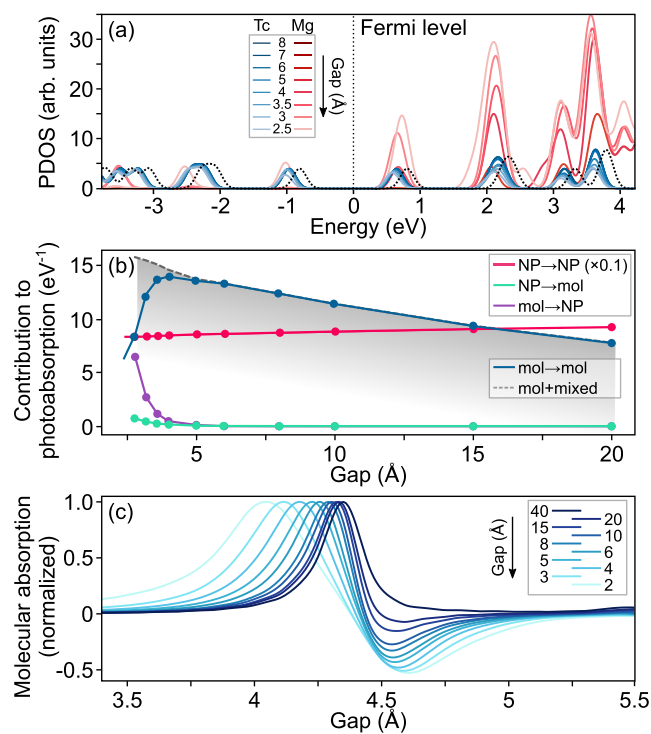 (a)
Fermi level
Tc Mg
8
7
6
5
4
3.5
3
2.5
Gap (Å)
PDOS (arb. units)
35
30
25
20
15
10
5
0
-3 -2 -1 0 1 2 3 4
Energy (eV)
(b)
Contribution to
photoabsorption (eV⁻¹)
15
10
5
0
NP→NP (×0.1)
NP→mol
mol→NP
mol→mol
mol+mixed
5 10 15 20
Gap (Å)
(c)
Molecular absorption
(normalized)
1.0
0.5
0
-0.5
Gap (Å)
40 20
15 10
8 6
5 4
3 2
3.5 4 4.5 5 5.5
Gap (Å)